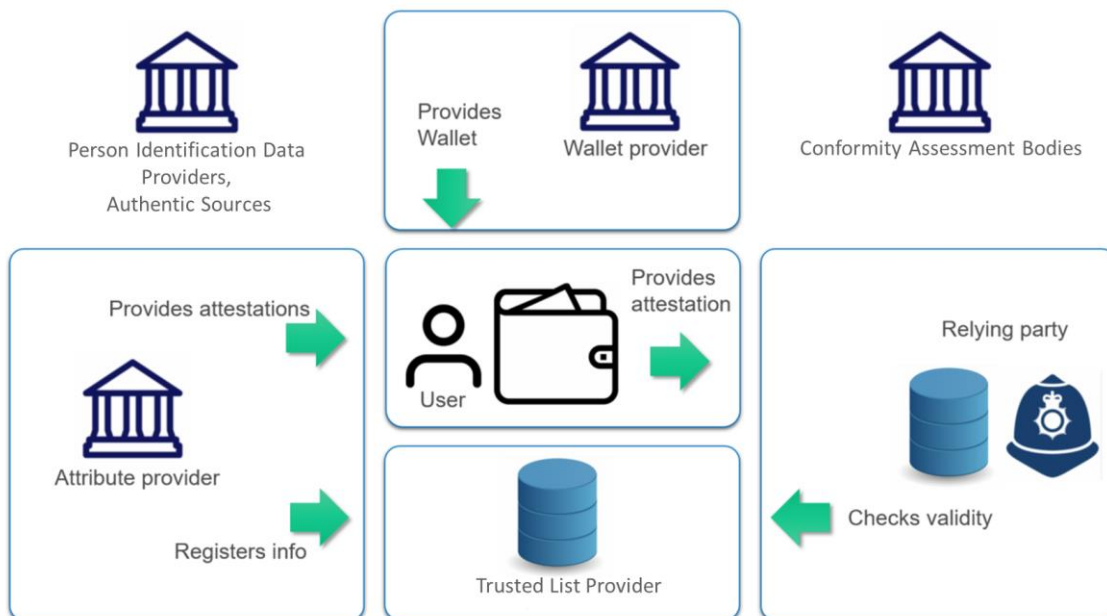 Person Identification Data
Providers,
Authentic Sources
Provides
Wallet
Wallet provider
Conformity Assessment Bodies
Provides attestations
Attribute provider
Registers info
User
Provides
attestation
Trusted List Provider
Relying party
Checks validity